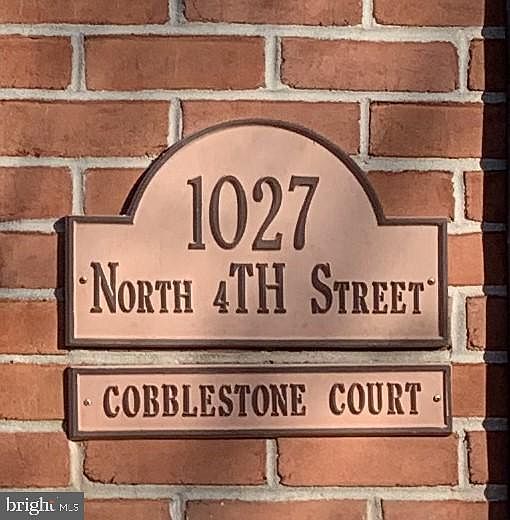 1027
NORTH 4TH STREET
COBBLESTONE COURT
bright MLS